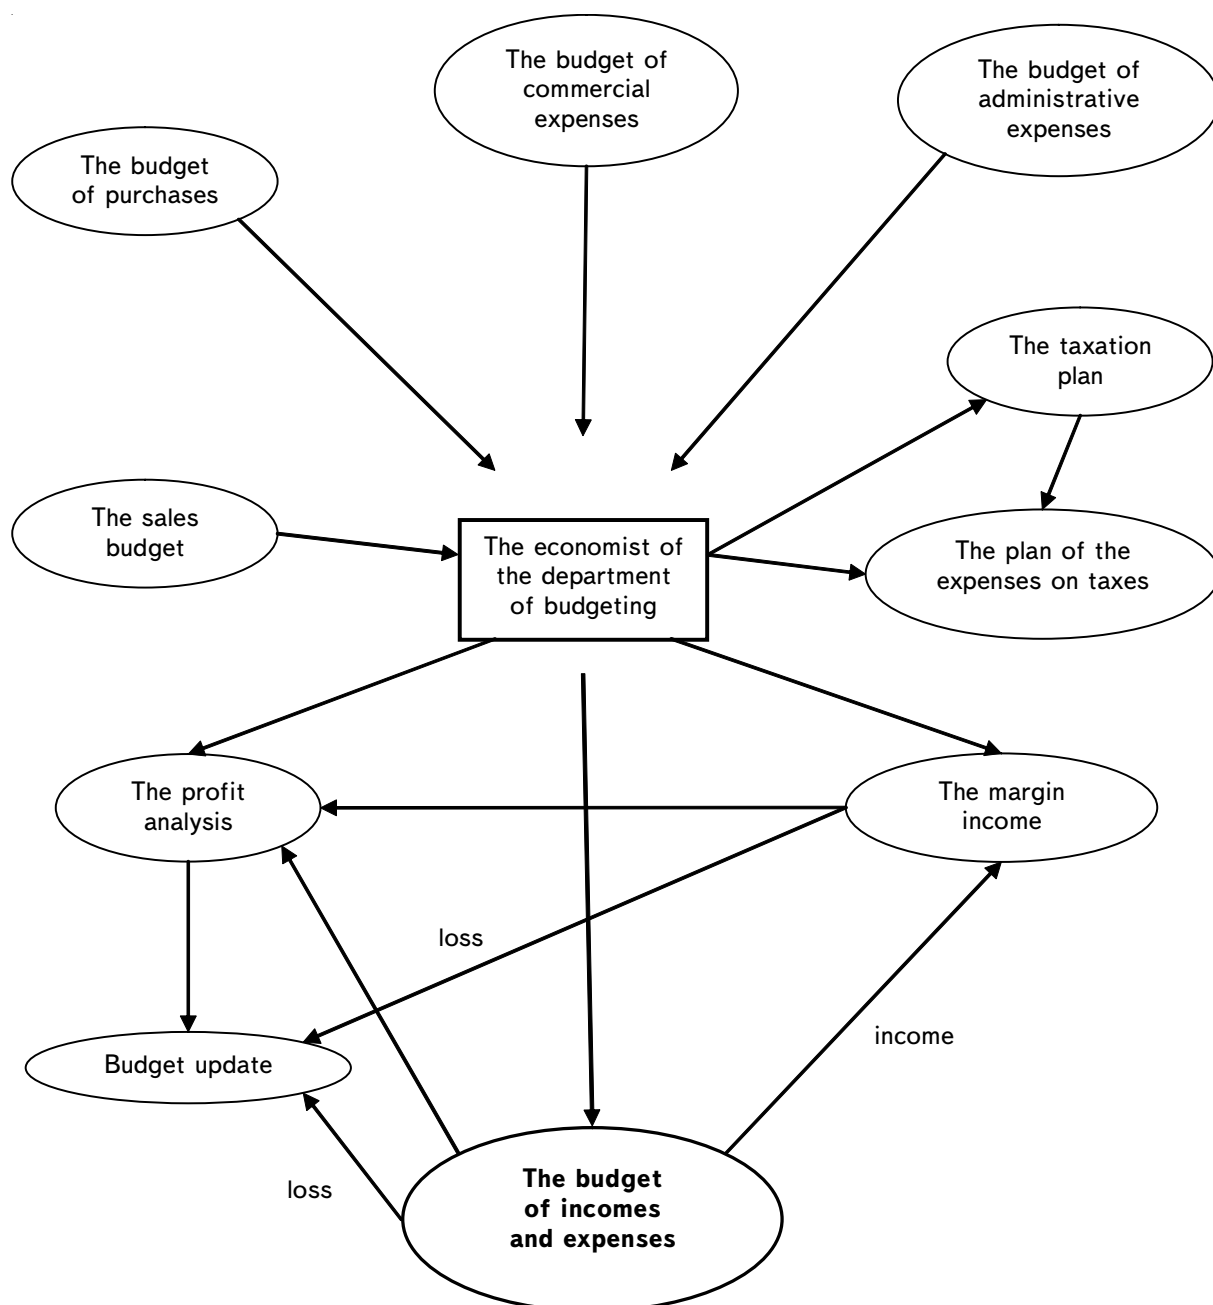 The budget of
commercial
expenses
The budget of
administrative
expenses
The budget
of purchases
The taxation
plan
The sales
budget
The economist of
the department
of budgeting
The plan of the
expenses on taxes
The profit
analysis
The margin
income
loss
income
Budget update
loss
The budget
of incomes
and expenses